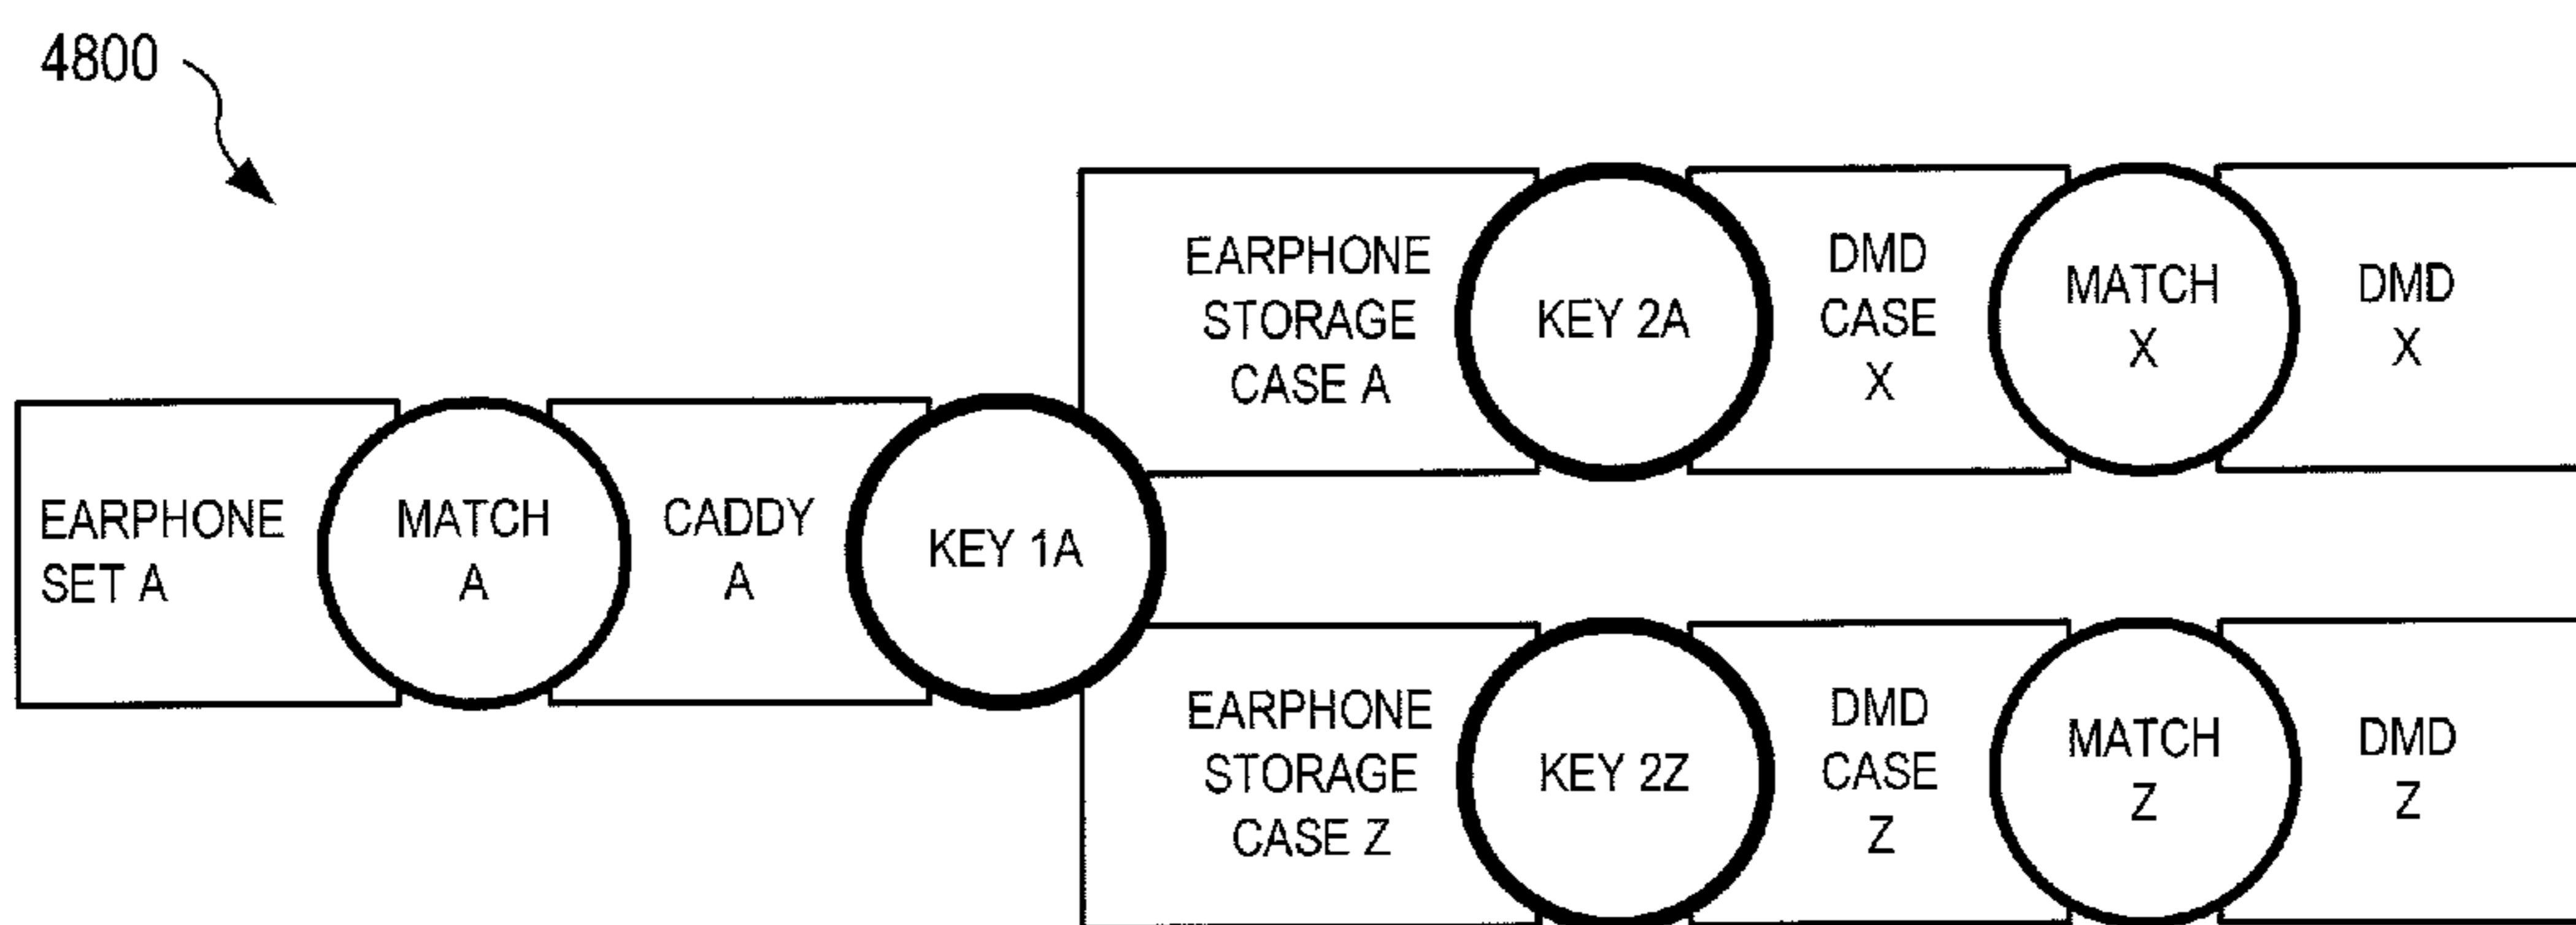 4800
EARPHONE
STORAGE
CASE A
KEY 2A
DMD
CASE
X
MATCH
X
DMD
X
EARPHONE
SET A
MATCH
A
CADDY
A
KEY 1A
EARPHONE
STORAGE
CASE Z
KEY 2Z
DMD
CASE
Z
MATCH
Z
DMD
Z